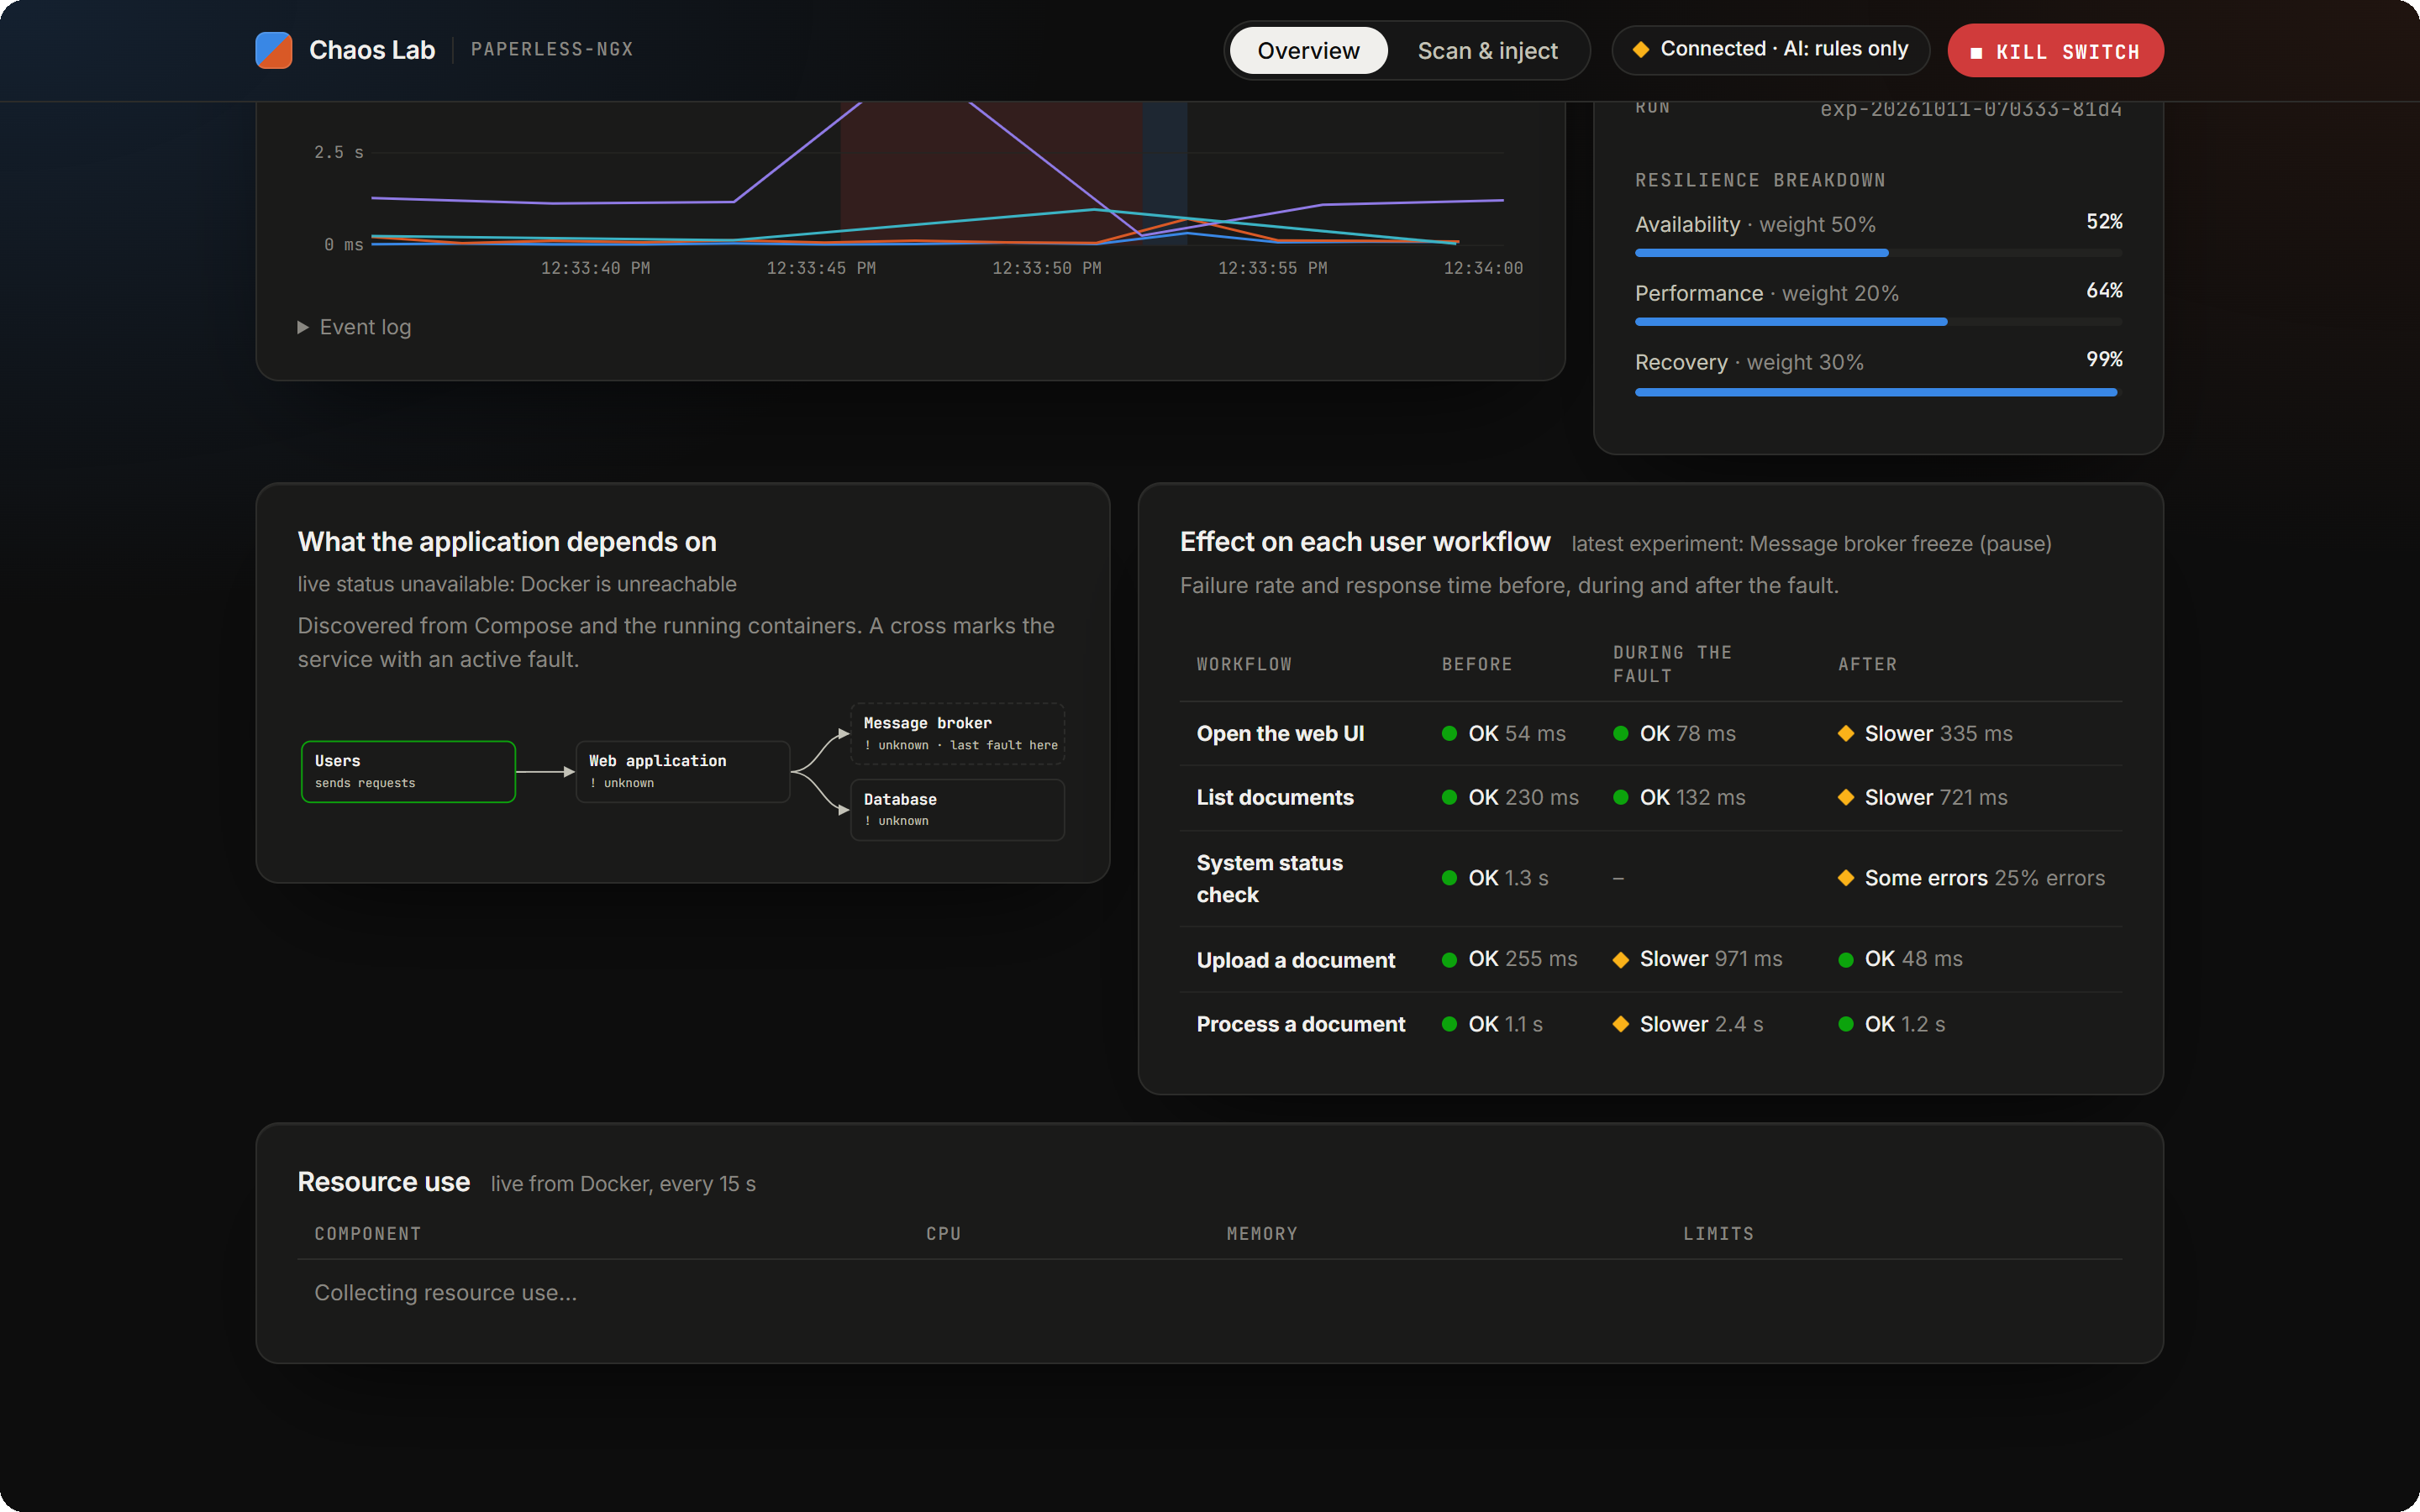 Chaos Lab
PAPERLESS-NGX
Overview
Scan & inject
Connected · AI: rules only
KILL SWITCH
2.5 s
0 ms
12:33:40 PM
12:33:45 PM
12:33:50 PM
12:33:55 PM
12:34:00
Event log
RUN
exp-20261011-070333-81d4
RESILIENCE BREAKDOWN
Availability · weight 50%
52%
Performance · weight 20%
64%
Recovery · weight 30%
99%
What the application depends on
live status unavailable: Docker is unreachable
Discovered from Compose and the running containers. A cross marks the
service with an active fault.
Users
sends requests
Web application
! unknown
Message broker
! unknown · last fault here
Database
! unknown
Effect on each user workflow latest experiment: Message broker freeze (pause)
Failure rate and response time before, during and after the fault.
WORKFLOW
BEFORE
DURING THE
FAULT
AFTER
Open the web UI
OK 54 ms
OK 78 ms
Slower 335 ms
List documents
OK 230 ms
OK 132 ms
Slower 721 ms
System status
check
OK 1.3 s
–
Some errors 25% errors
Upload a document
OK 255 ms
Slower 971 ms
OK 48 ms
Process a document
OK 1.1 s
Slower 2.4 s
OK 1.2 s
Resource use live from Docker, every 15 s
COMPONENT
CPU
MEMORY
LIMITS
Collecting resource use…